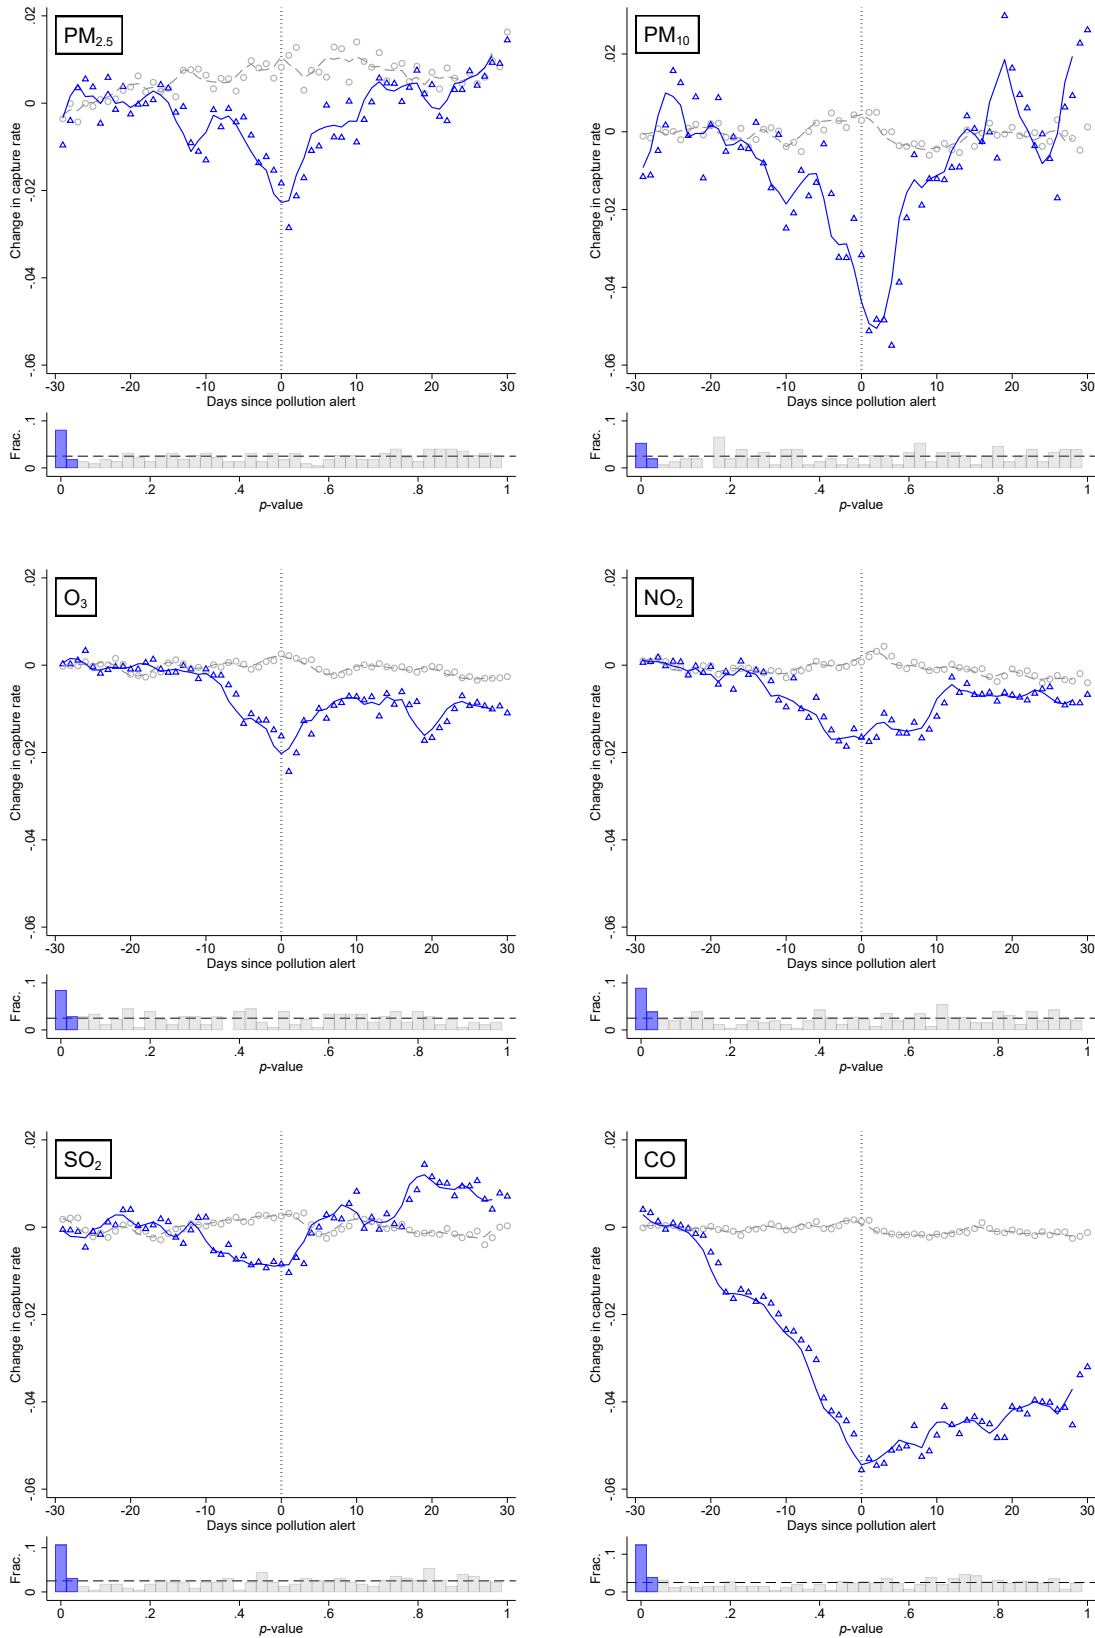 PM2.5
Change in capture rate
.02
0
-.02
-.04
-.06
-30 -20 -10 0 10 20 30
Days since pollution alert
Frac.
.1
0
0 .2 .4 .6 .8 1
p-value
PM10
Change in capture rate
.02
0
-.02
-.04
-.06
-30 -20 -10 0 10 20 30
Days since pollution alert
Frac.
.1
0
0 .2 .4 .6 .8 1
p-value
O3
Change in capture rate
.02
0
-.02
-.04
-.06
-30 -20 -10 0 10 20 30
Days since pollution alert
Frac.
.1
0
0 .2 .4 .6 .8 1
p-value
NO2
Change in capture rate
.02
0
-.02
-.04
-.06
-30 -20 -10 0 10 20 30
Days since pollution alert
Frac.
.1
0
0 .2 .4 .6 .8 1
p-value
SO2
Change in capture rate
.02
0
-.02
-.04
-.06
-30 -20 -10 0 10 20 30
Days since pollution alert
Frac.
.1
0
0 .2 .4 .6 .8 1
p-value
CO
Change in capture rate
.02
0
-.02
-.04
-.06
-30 -20 -10 0 10 20 30
Days since pollution alert
Frac.
.1
0
0 .2 .4 .6 .8 1
p-value